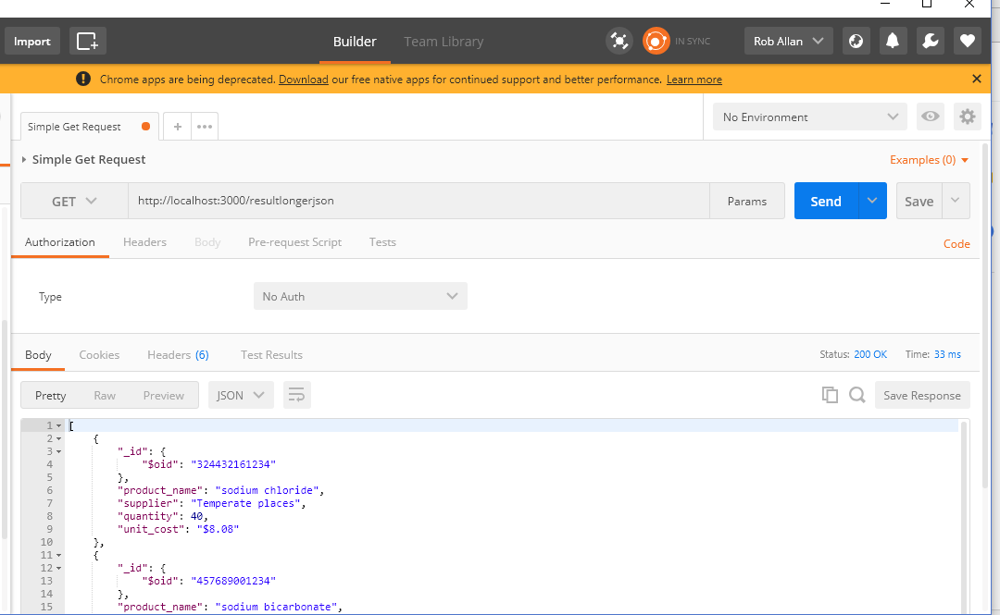 Import
Builder
Team Library
IN SYNC
Rob Allan
Chrome apps are being deprecated. Download our free native apps for continued support and better performance. Learn more
Simple Get Request
No Environment
Simple Get Request
Examples (0)
GET
http://localhost:3000/resultlongerjson
Params
Send
Save
Authorization
Headers
Body
Pre-request Script
Tests
Code
Type
No Auth
Body
Cookies
Headers (6)
Test Results
Status: 200 OK
Time: 33 ms
Pretty
Raw
Preview
JSON
Save Response
1 [
2 {
3 "_id": {
4 "$oid": "324432161234"
5 },
6 "product_name": "sodium chloride",
7 "supplier": "Temperate places",
8 "quantity": 40,
9 "unit_cost": "$8.08"
10 },
11 {
12 "_id": {
13 "$oid": "457689001234"
14 },
15 "product_name": "sodium bicarbonate",